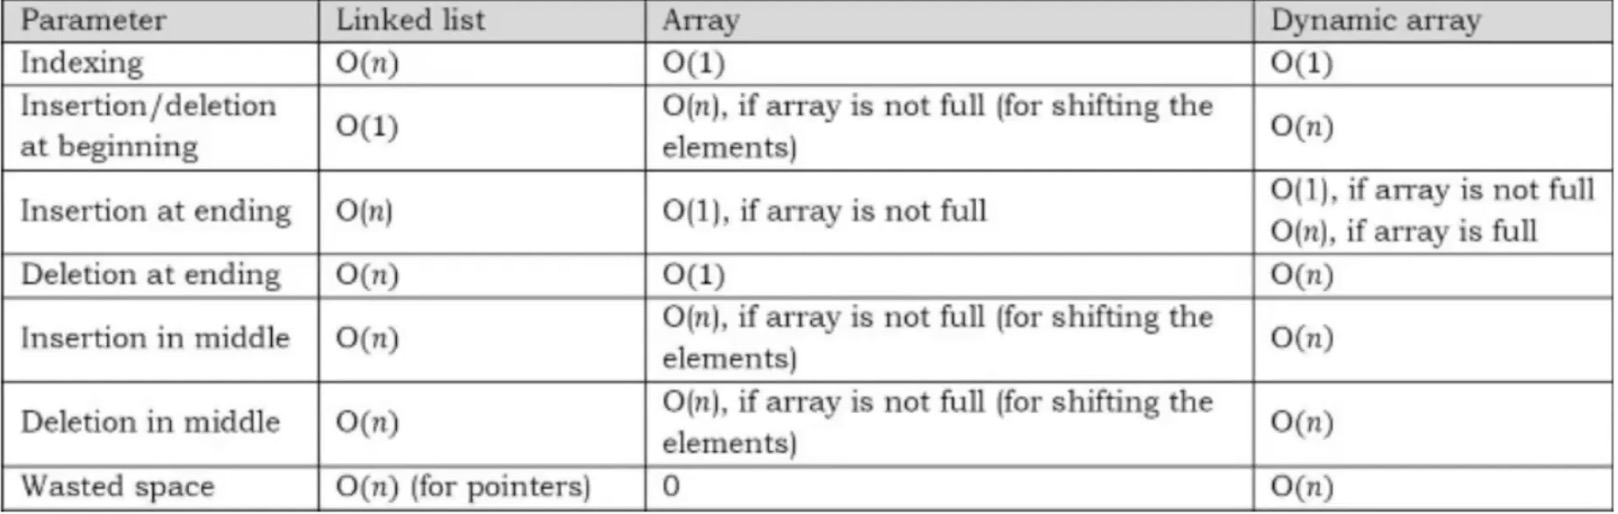 Parameter Linked list Array Dynamic array
Indexing O(n) O(1) O(1)
Insertion/deletion at beginning O(1) O(n), if array is not full (for shifting the elements) O(n)
Insertion at ending O(n) O(1), if array is not full O(1), if array is not full O(n), if array is full
Deletion at ending O(n) O(1) O(n)
Insertion in middle O(n) O(n), if array is not full (for shifting the elements) O(n)
Deletion in middle O(n) O(n), if array is not full (for shifting the elements) O(n)
Wasted space O(n) (for pointers) 0 O(n)